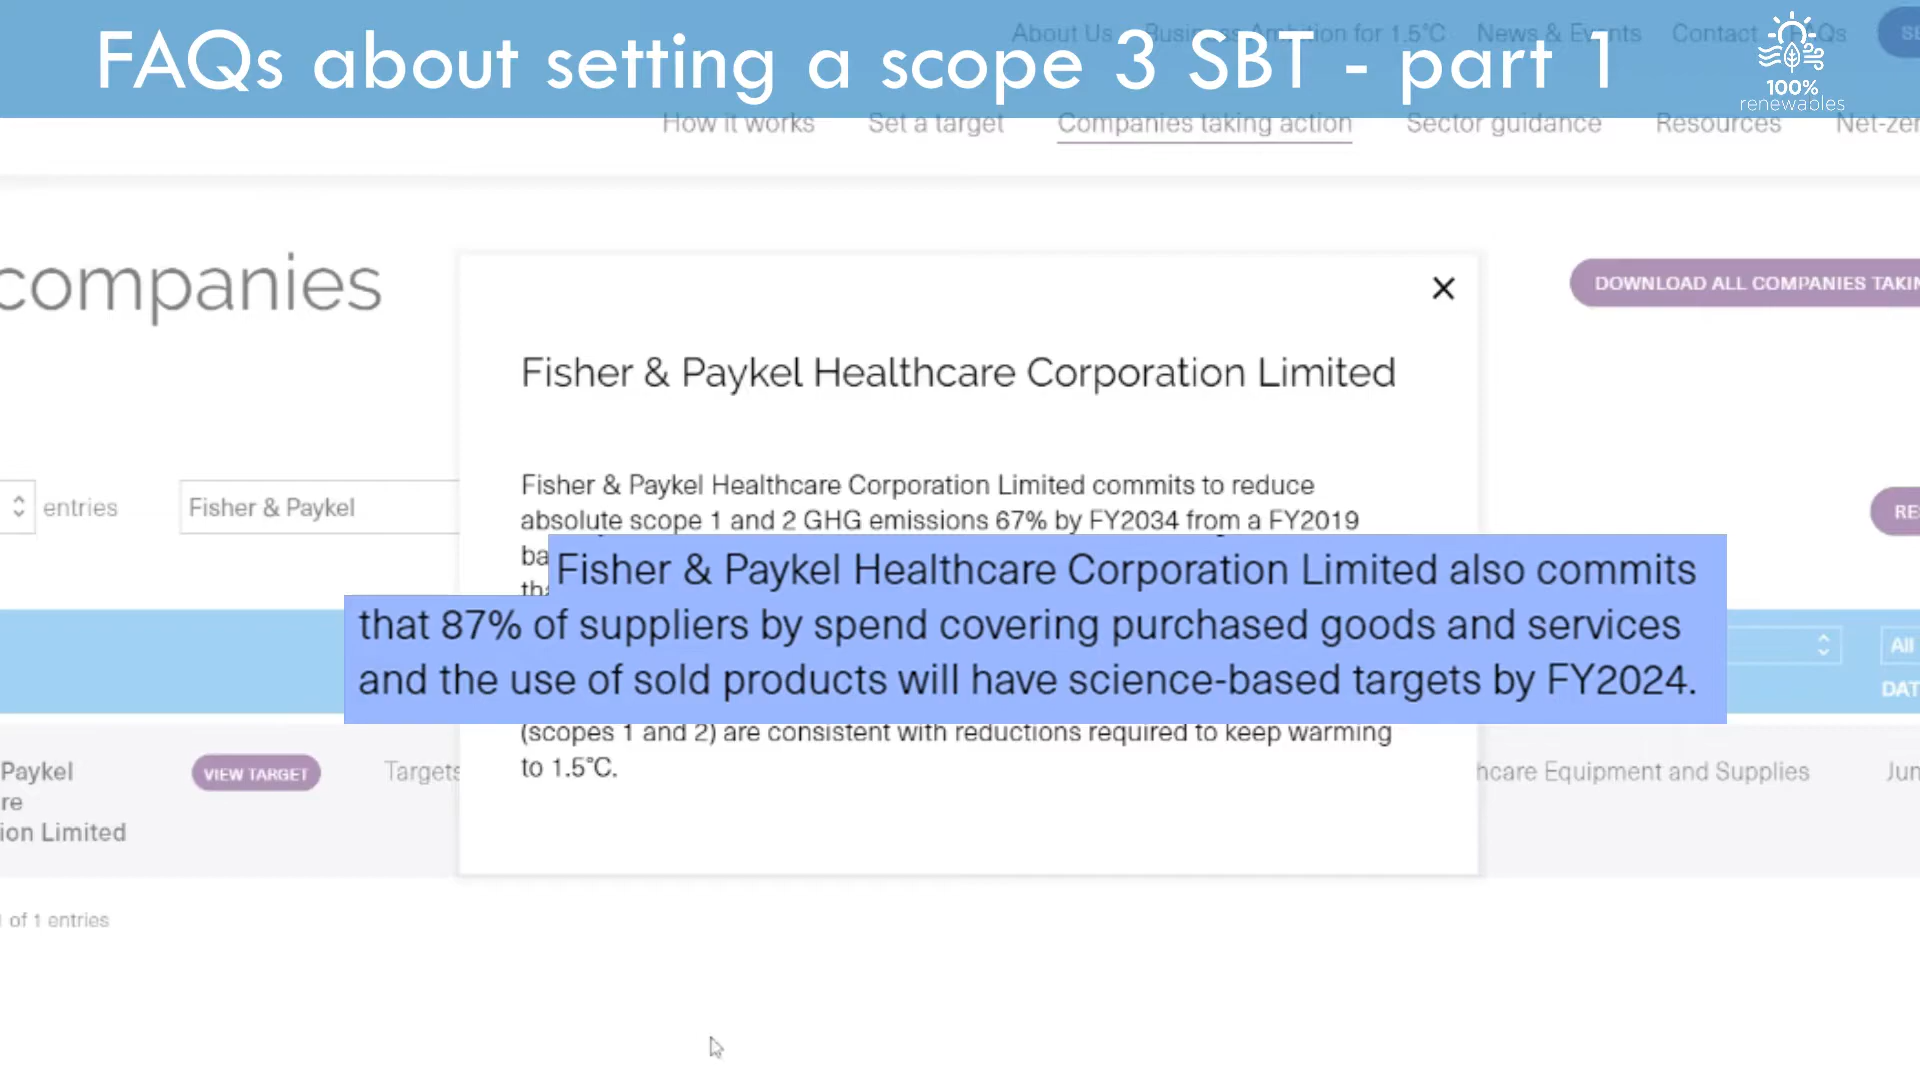 FAQs about setting a scope 3 SBT - part 1
About Us Business Ambition for 1.5°C News & Events Contact FAQs
100%
renewables
How it works Set a target Companies taking action Sector guidance Resources
companies
DOWNLOAD ALL COMPANIES
Fisher & Paykel Healthcare Corporation Limited
entries Fisher & Paykel
Fisher & Paykel Healthcare Corporation Limited commits to reduce
absolute scope 1 and 2 GHG emissions 67% by FY2034 from a FY2019
Fisher & Paykel Healthcare Corporation Limited also commits
that 87% of suppliers by spend covering purchased goods and services
and the use of sold products will have science-based targets by FY2024.
All
(scopes 1 and 2) are consistent with reductions required to keep warming
to 1.5°C.
Paykel VIEW TARGET Targets Equipment and Supplies
Limited
of 1 entries